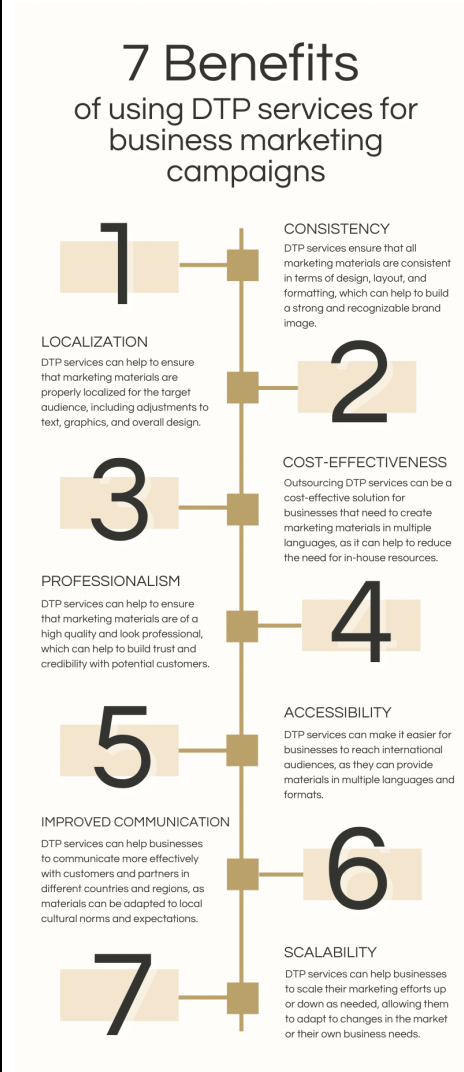 7 Benefits
of using DTP services for
business marketing
campaigns
1
CONSISTENCY
DTP services ensure that all
marketing materials are consistent
in terms of design, layout, and
formatting, which can help to build
a strong and recognizable brand
image.
2
LOCALIZATION
DTP services can help to ensure
that marketing materials are
properly localized for the target
audience, including adjustments to
text, graphics, and overall design.
3
COST-EFFECTIVENESS
Outsourcing DTP services can be a
cost-effective solution for
businesses that need to create
marketing materials in multiple
languages, as it can help to reduce
the need for in-house resources.
4
PROFESSIONALISM
DTP services can help to ensure
that marketing materials are of a
high quality and look professional,
which can help to build trust and
credibility with potential customers.
5
ACCESSIBILITY
DTP services can make it easier for
businesses to reach international
audiences, as they can provide
materials in multiple languages and
formats.
6
IMPROVED COMMUNICATION
DTP services can help businesses
to communicate more effectively
with customers and partners in
different countries and regions, as
materials can be adapted to local
cultural norms and expectations.
7
SCALABILITY
DTP services can help businesses
to scale their marketing efforts up
or down as needed, allowing them
to adapt to changes in the market
or their own business needs.